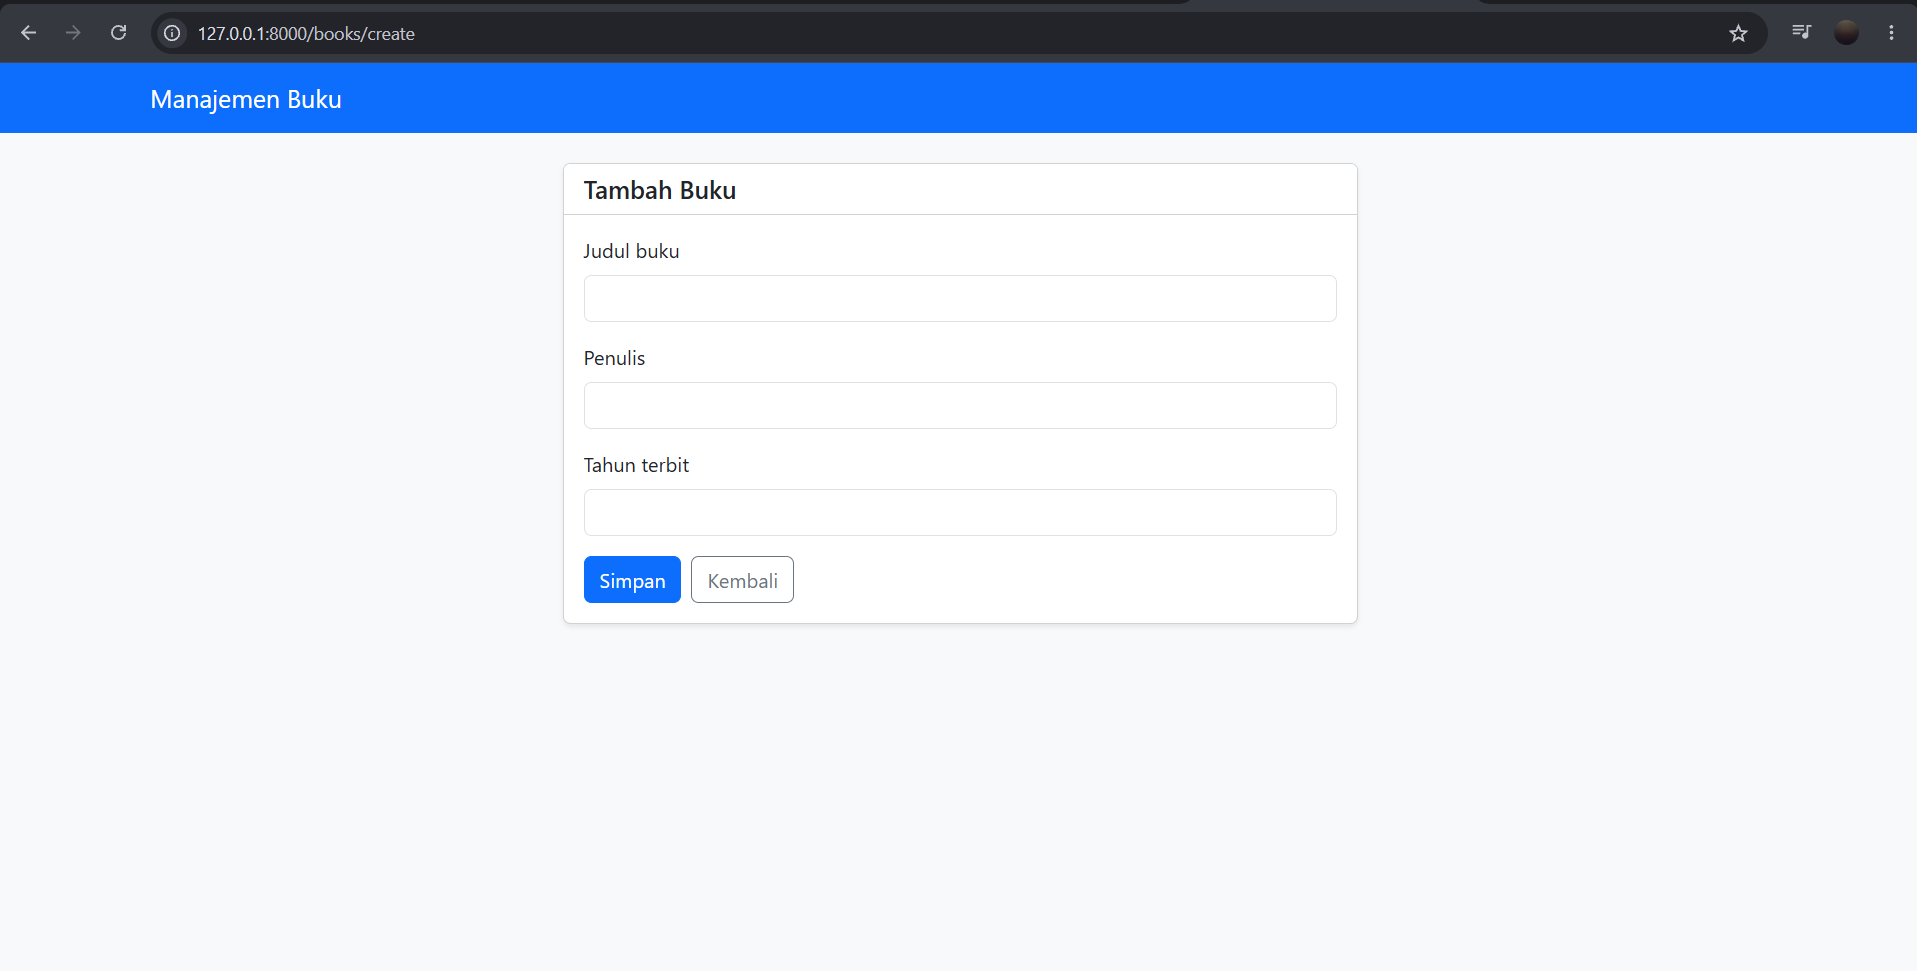 127.0.0.1:8000/books/create
Manajemen Buku
Tambah Buku
Judul buku
Penulis
Tahun terbit
Simpan Kembali